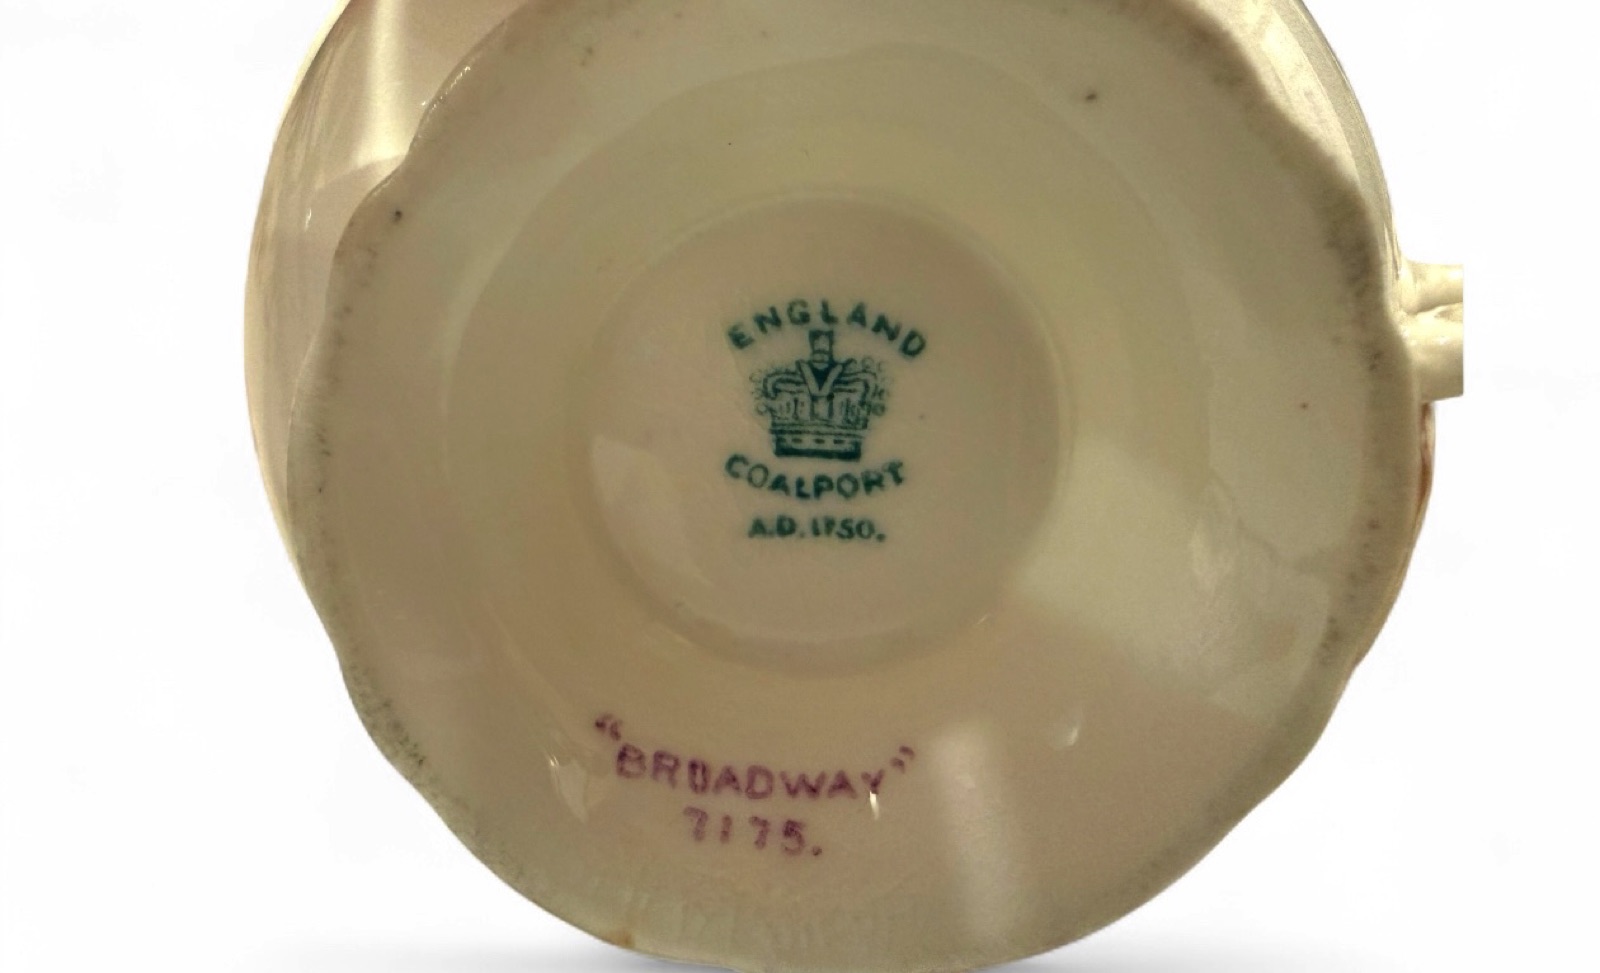 ENGLAND
COALPORT
A.D. 1750.
"BROADWAY"
7175.